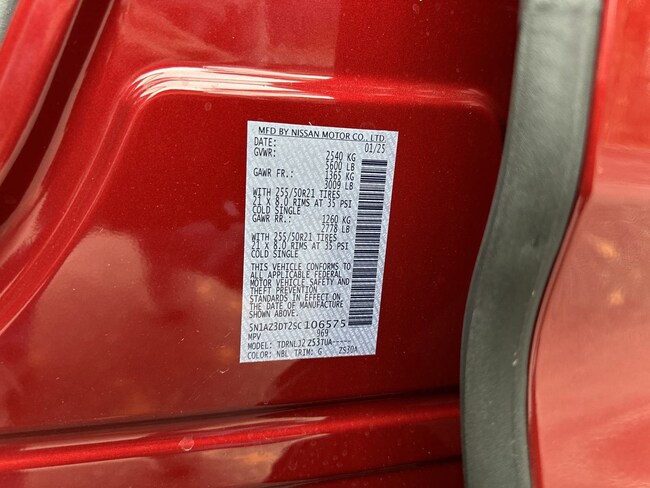 MFD BY NISSAN MOTOR CO., LTD.
DATE: 01/25
GVWR: 2540 KG
5600 LB
GAWR FR.: 1365 KG
3009 LB
WITH 255/50R21 TIRES
21 X 8.0 RIMS AT 35 PSI
COLD SINGLE
GAWR RR.: 1260 KG
2778 LB
WITH 255/50R21 TIRES
21 X 8.0 RIMS AT 35 PSI
COLD SINGLE
THIS VEHICLE CONFORMS TO
ALL APPLICABLE FEDERAL
MOTOR VEHICLE SAFETY AND
THEFT PREVENTION
STANDARDS IN EFFECT ON
THE DATE OF MANUFACTURE
SHOWN ABOVE.
5N1AZ3DT2SC106575
MPV 969
MODEL: TDRNLJZ Z53TUA-----
COLOR: NBL TRIM: G ZS30A